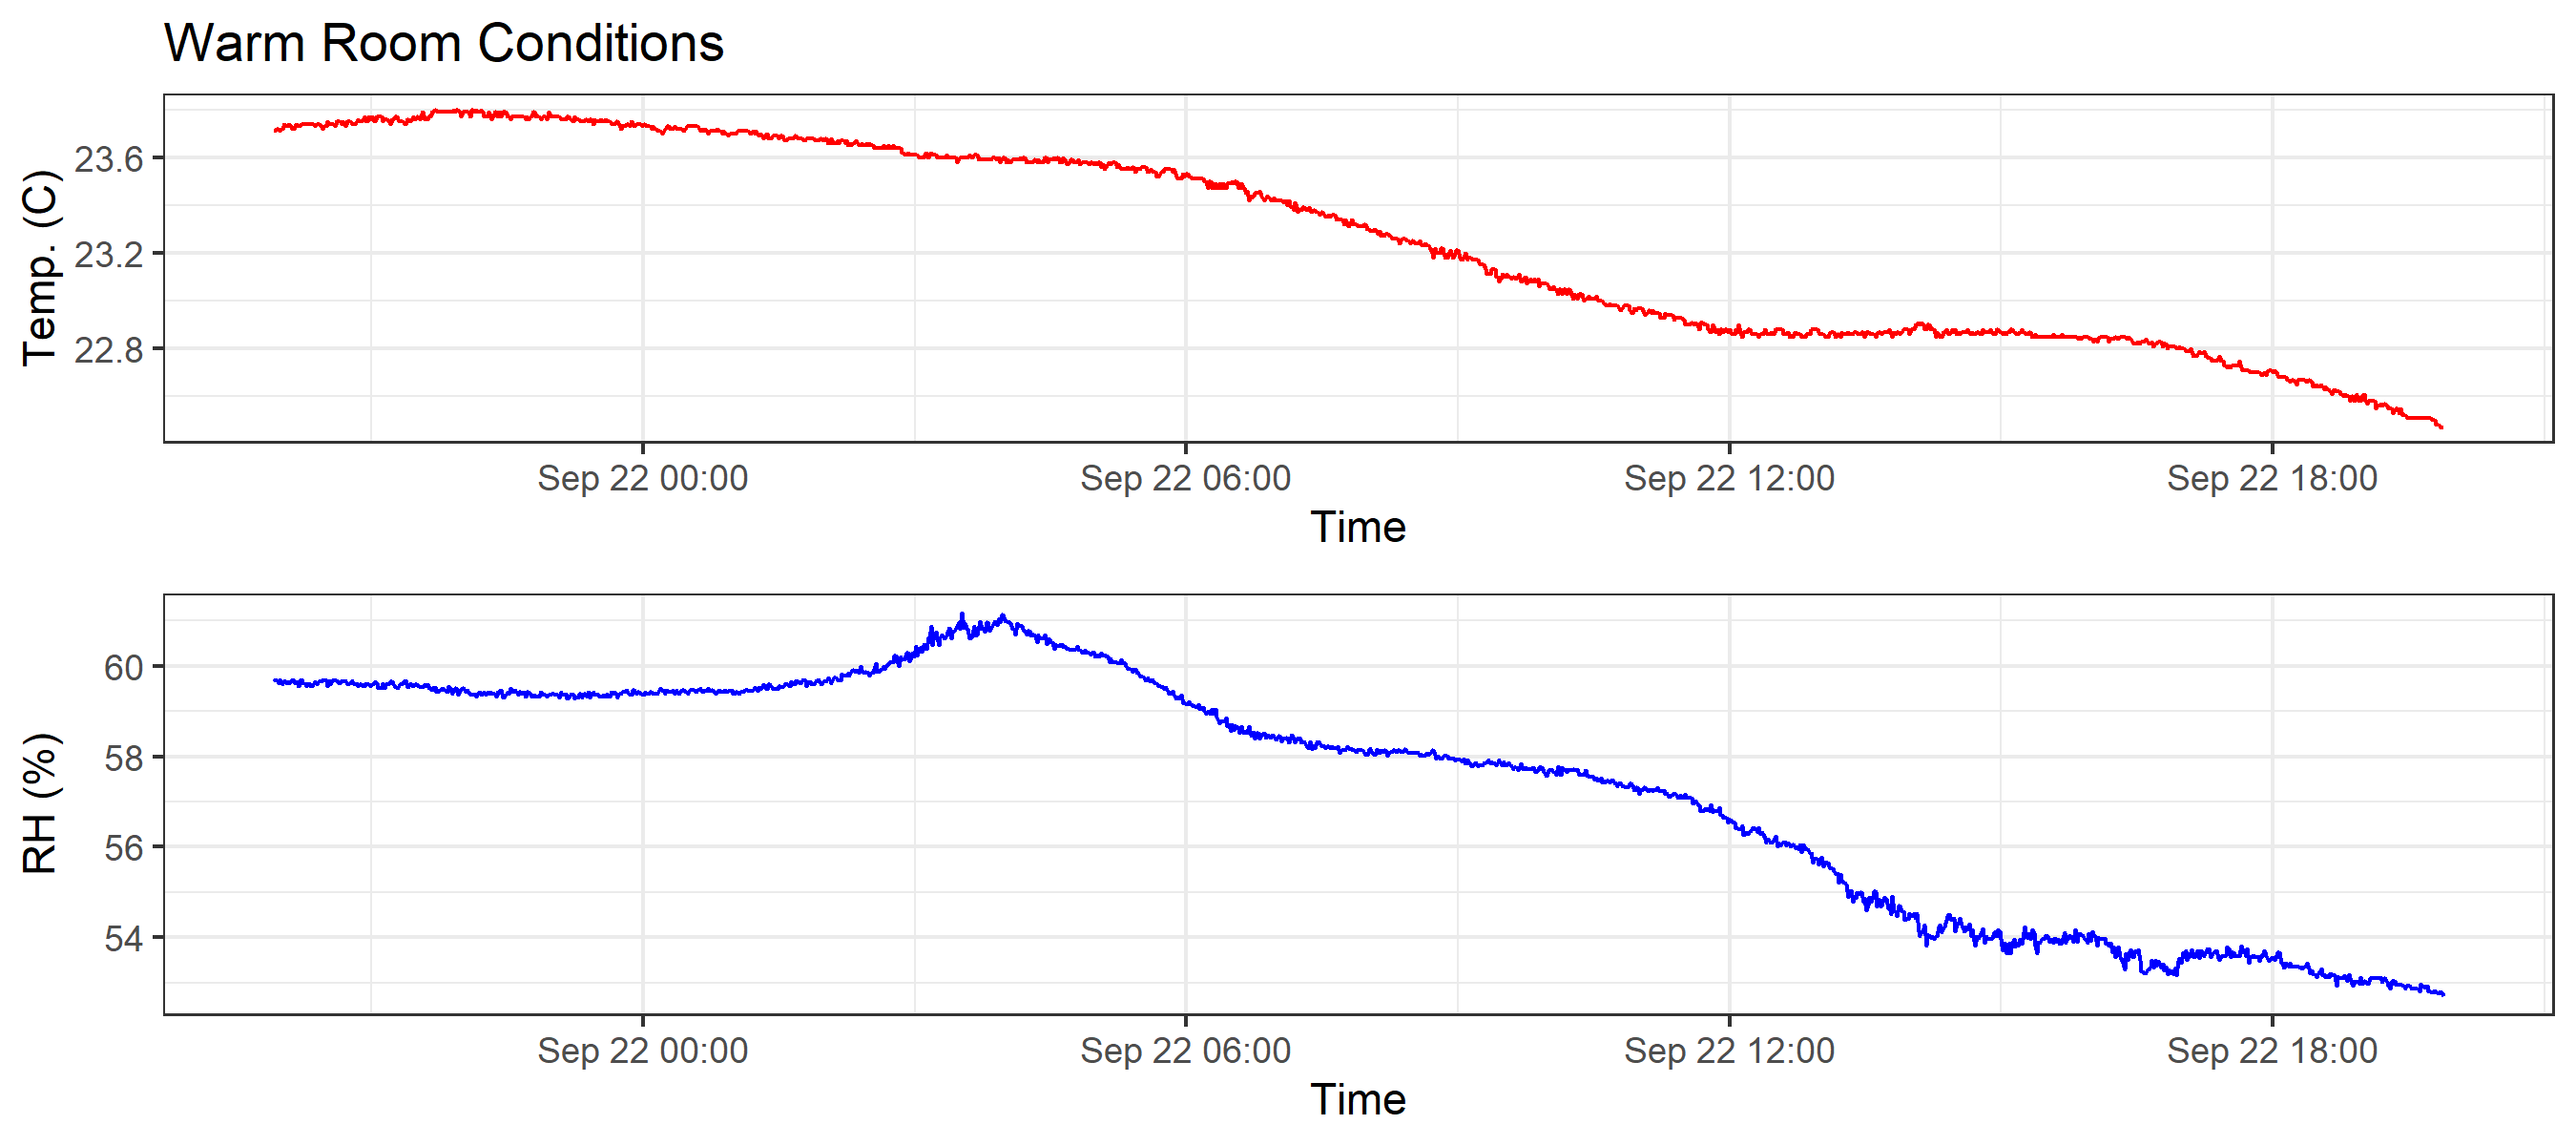 Warm Room Conditions
Temp. (C)
23.6
23.2
22.8
Sep 22 00:00 Sep 22 06:00 Sep 22 12:00 Sep 22 18:00
Time
RH (%)
60
58
56
54
Sep 22 00:00 Sep 22 06:00 Sep 22 12:00 Sep 22 18:00
Time